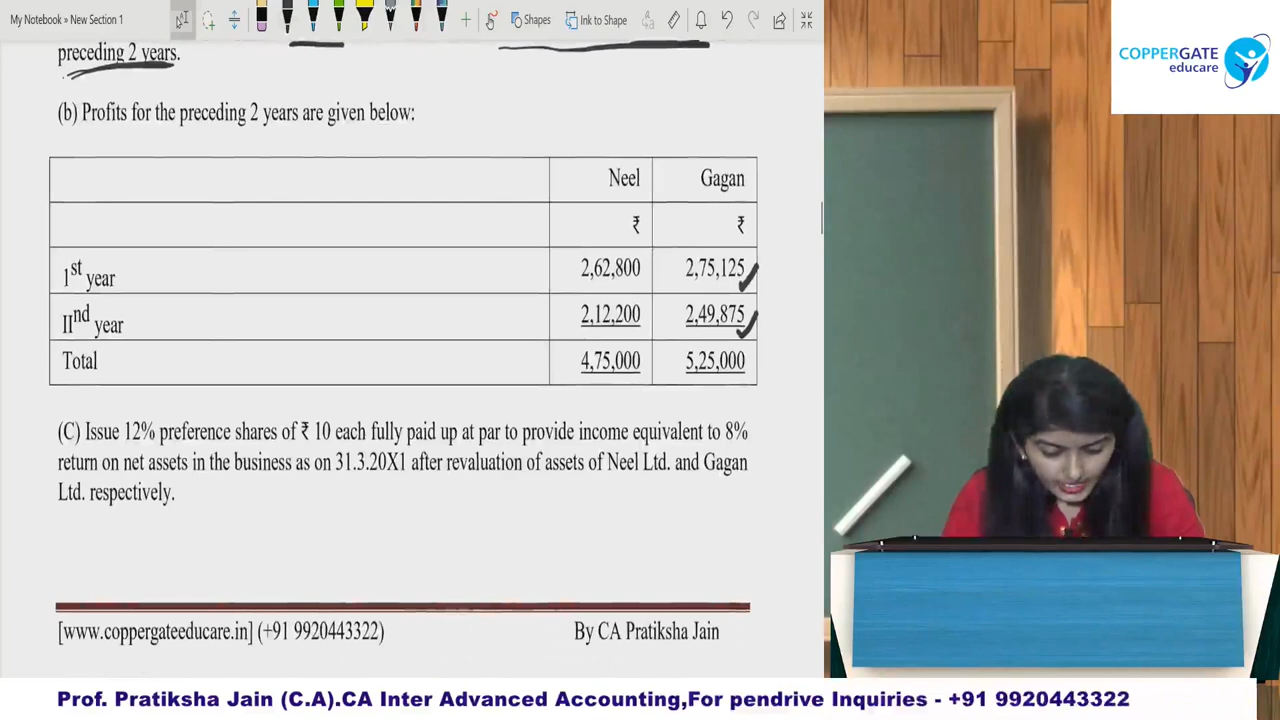 My Notebook » New Section 1
Shapes
Ink to Shape
preceding 2 years.
(b) Profits for the preceding 2 years are given below:
Neel Gagan
₹ ₹
1st year 2,62,800 2,75,125
IInd year 2,12,200 2,49,875
Total 4,75,000 5,25,000
(C) Issue 12% preference shares of ₹ 10 each fully paid up at par to provide income equivalent to 8%
return on net assets in the business as on 31.3.20X1 after revaluation of assets of Neel Ltd. and Gagan
Ltd. respectively.
[www.coppergateeducare.in] (+91 9920443322) By CA Pratiksha Jain
COPPERGATE
educare
Prof. Pratiksha Jain (C.A).CA Inter Advanced Accounting,For pendrive Inquiries - +91 9920443322